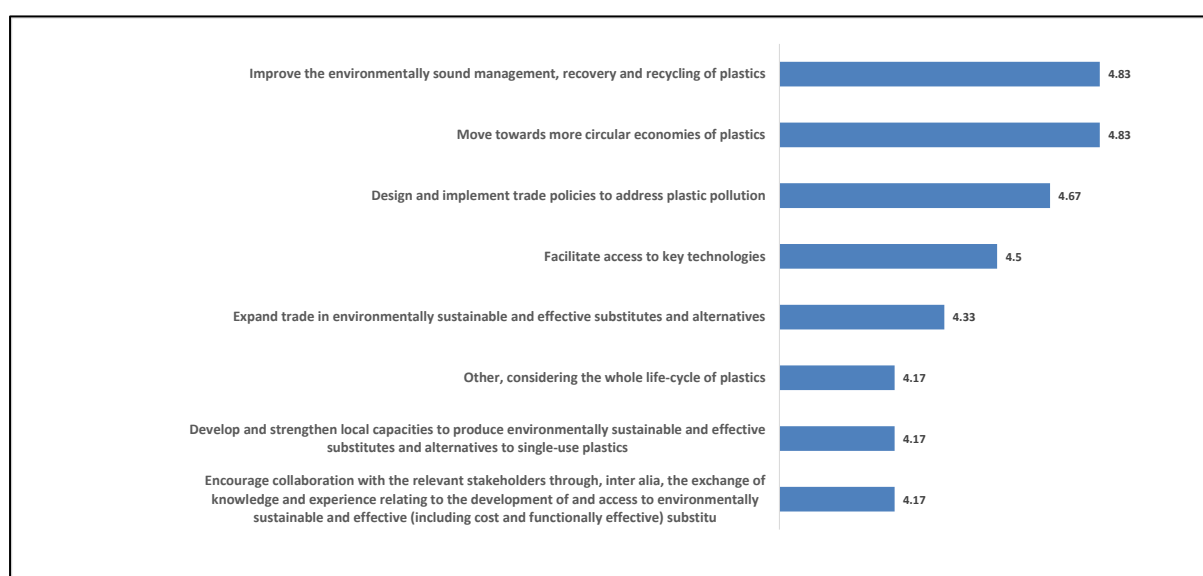 Improve the environmentally sound management, recovery and recycling of plastics
4.83
Move towards more circular economies of plastics
4.83
Design and implement trade policies to address plastic pollution
4.67
Facilitate access to key technologies
4.5
Expand trade in environmentally sustainable and effective substitutes and alternatives
4.33
Other, considering the whole life-cycle of plastics
4.17
Develop and strengthen local capacities to produce environmentally sustainable and effective
substitutes and alternatives to single-use plastics
4.17
Encourage collaboration with the relevant stakeholders through, inter alia, the exchange of
knowledge and experience relating to the development of and access to environmentally
sustainable and effective (including cost and functionally effective) substitu
4.17